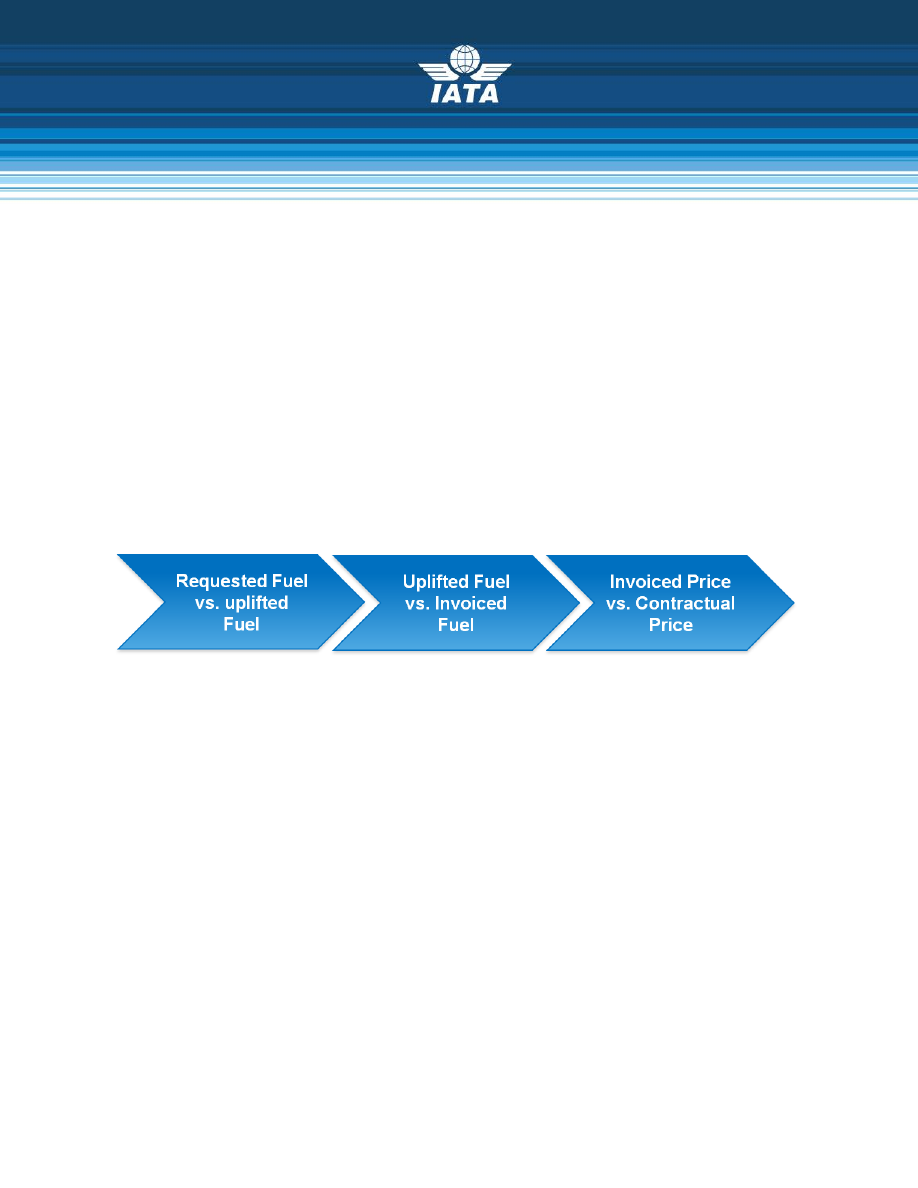 IATA
Requested Fuel
vs. uplifted
Fuel
Uplifted Fuel
vs. Invoiced
Fuel
Invoiced Price
vs. Contractual
Price